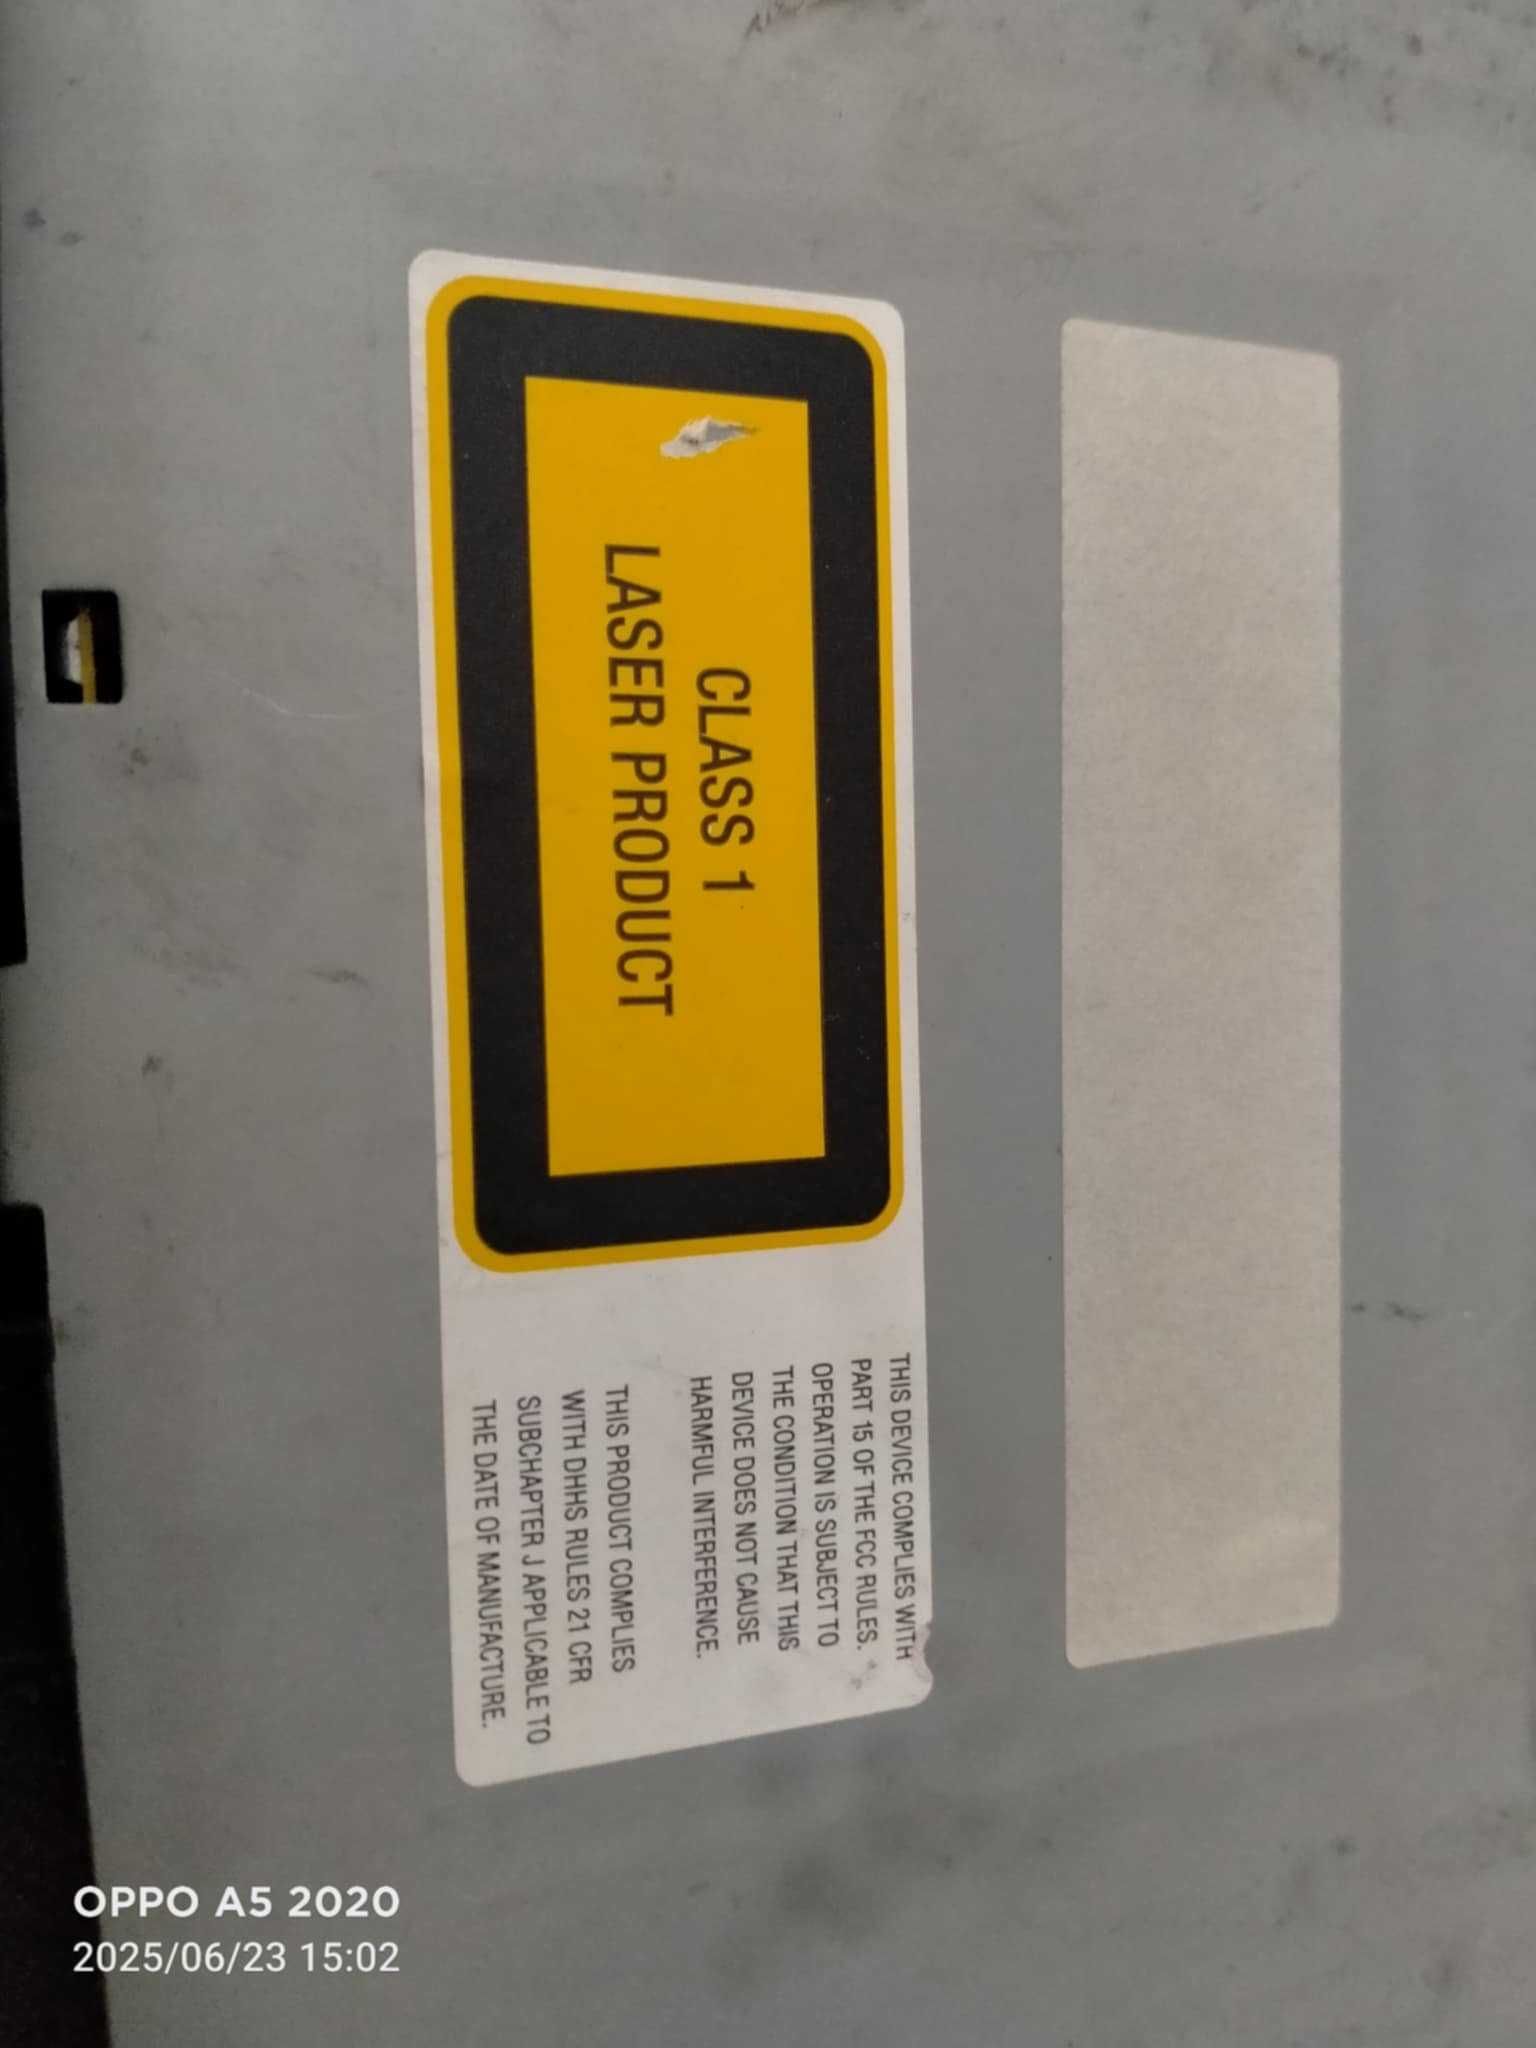 CLASS 1
LASER PRODUCT
THIS DEVICE COMPLIES WITH
PART 15 OF THE FCC RULES.
OPERATION IS SUBJECT TO
THE CONDITION THAT THIS
DEVICE DOES NOT CAUSE
HARMFUL INTERFERENCE.
THIS PRODUCT COMPLIES
WITH DHHS RULES 21 CFR
SUBCHAPTER J APPLICABLE TO
THE DATE OF MANUFACTURE.
OPPO A5 2020
2025/06/23 15:02